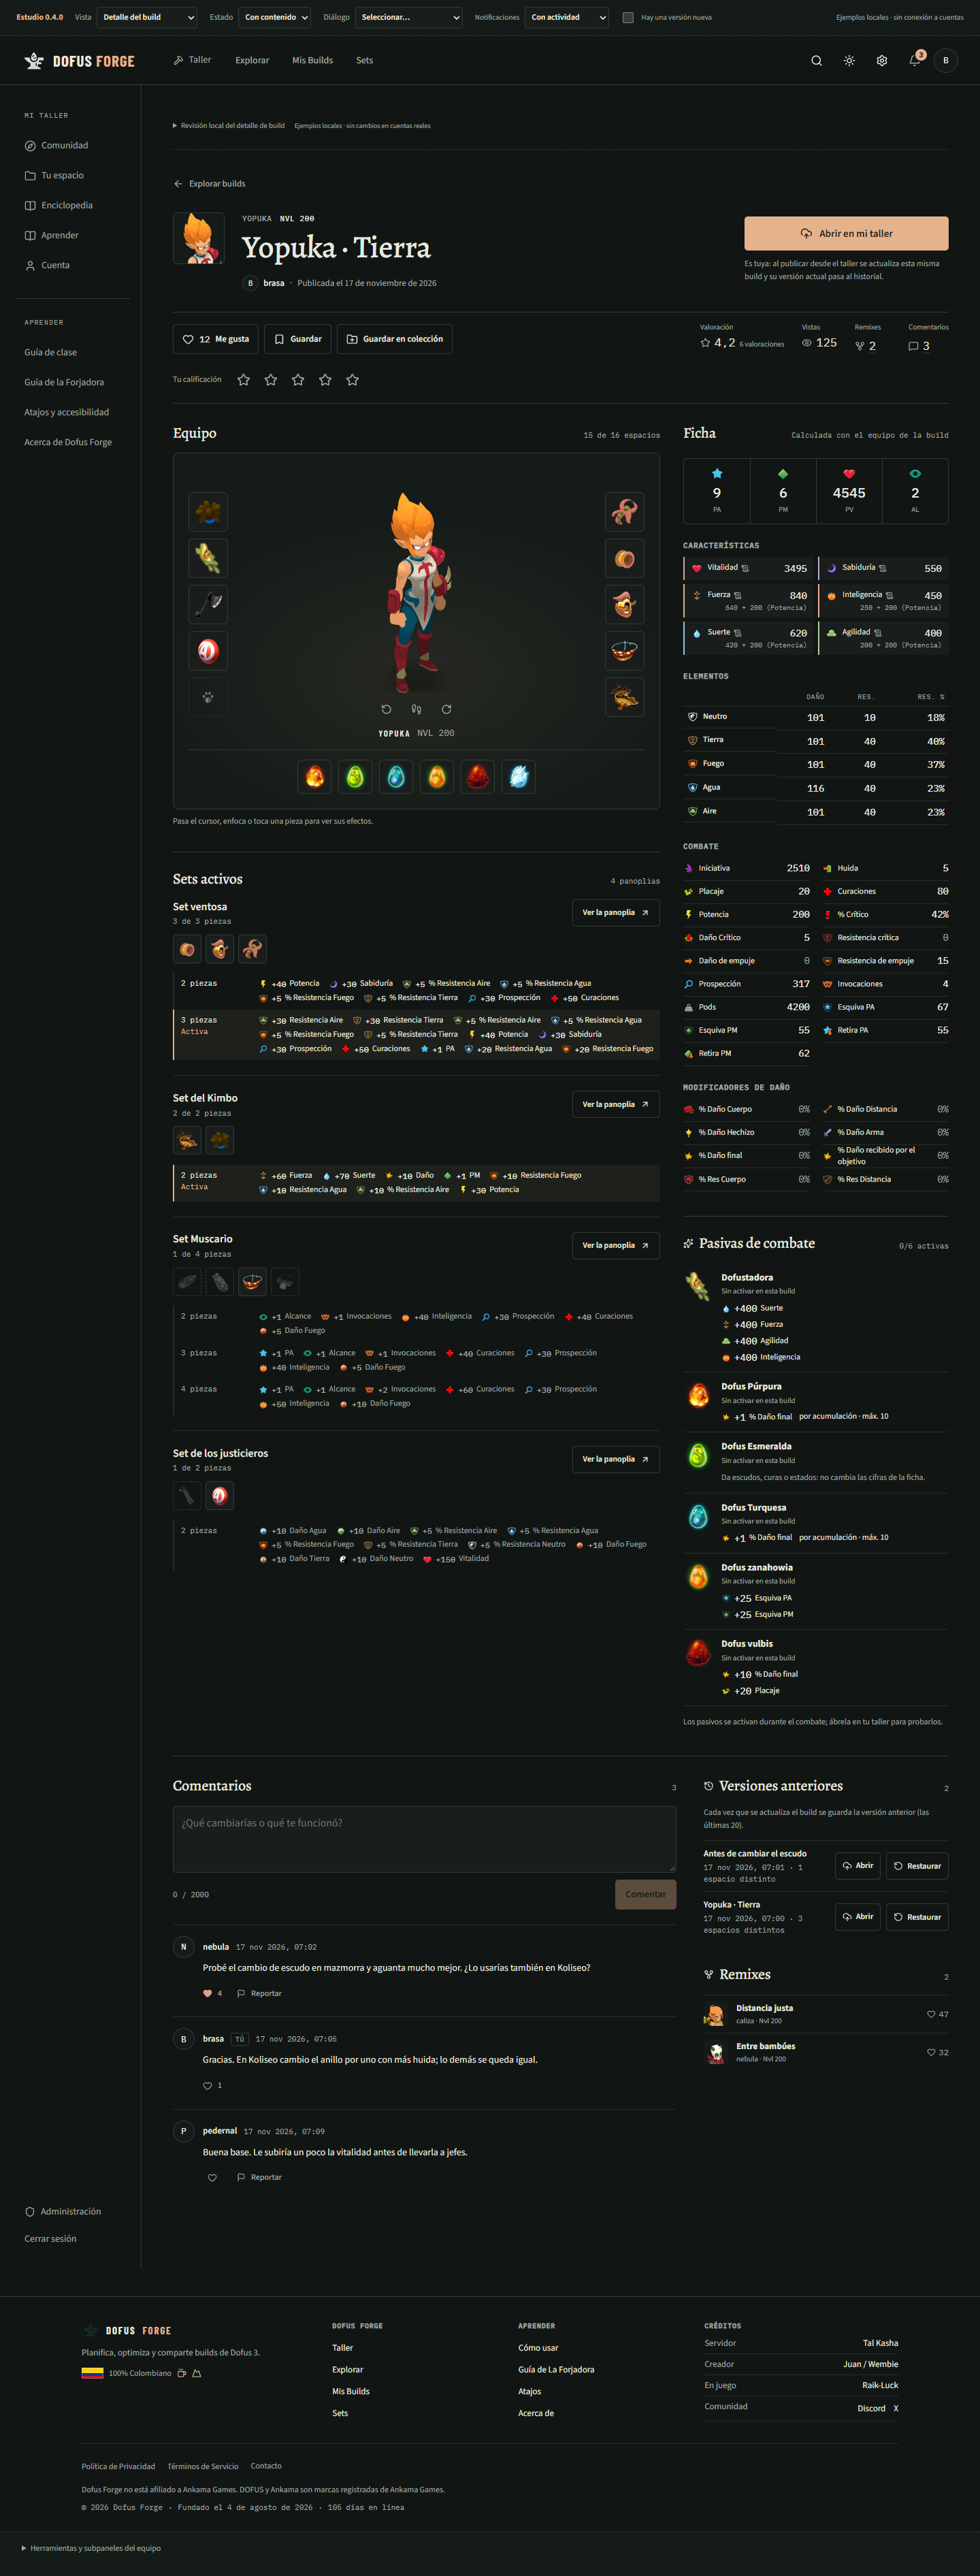 Estudio 0.4.0 Vista Detalle del build Estado Con contenido Diálogo Seleccionar... Notificaciones Con actividad Hay una versión nueva Ejemplos locales · sin conexión a cuentas
DOFUS FORGE Taller Explorar Mis Builds Sets 3 B
MI TALLER
Comunidad
Tu espacio
Enciclopedia
Aprender
Cuenta
APRENDER
Guía de clase
Guía de la Forjadora
Atajos y accesibilidad
Acerca de Dofus Forge
Administración
Cerrar sesión
Revisión local del detalle de build Ejemplos locales · sin cambios en cuentas reales
Explorar builds
YOPUKA NVL 200
Yopuka · Tierra
B brasa · Publicada el 17 de noviembre de 2026
Abrir en mi taller
Es tuya: al publicar desde el taller se actualiza esta misma
build y su versión actual pasa al historial.
12 Me gusta Guardar Guardar en colección
Valoración Vistas Remixes Comentarios
4,2 6 valoraciones 125 2 3
Tu calificación
Equipo 15 de 16 espacios
YOPUKA NVL 200
Pasa el cursor, enfoca o toca una pieza para ver sus efectos.
Sets activos 4 panoplias
Set ventosa Ver la panoplia
3 de 3 piezas
2 piezas +40 Potencia +30 Sabiduría +5 % Resistencia Aire +5 % Resistencia Agua
+5 % Resistencia Fuego +5 % Resistencia Tierra +30 Prospección +50 Curaciones
3 piezas +30 Resistencia Aire +30 Resistencia Tierra +5 % Resistencia Aire +5 % Resistencia Agua
Activa +5 % Resistencia Fuego +5 % Resistencia Tierra +40 Potencia +30 Sabiduría
+30 Prospección +50 Curaciones +1 PA +20 Resistencia Agua +20 Resistencia Fuego
Set del Kimbo Ver la panoplia
2 de 2 piezas
2 piezas +60 Fuerza +70 Suerte +10 Daño +1 PM +10 Resistencia Fuego
Activa +10 Resistencia Agua +10 % Resistencia Aire +30 Potencia
Set Muscario Ver la panoplia
1 de 4 piezas
2 piezas +1 Alcance +1 Invocaciones +40 Inteligencia +30 Prospección +40 Curaciones
+5 Daño Fuego
3 piezas +1 PA +1 Alcance +1 Invocaciones +40 Curaciones +30 Prospección
+40 Inteligencia +5 Daño Fuego
4 piezas +1 PA +1 Alcance +2 Invocaciones +60 Curaciones +30 Prospección
+50 Inteligencia +10 Daño Fuego
Set de los justicieros Ver la panoplia
1 de 2 piezas
2 piezas +10 Daño Agua +10 Daño Aire +5 % Resistencia Aire +5 % Resistencia Agua
+5 % Resistencia Fuego +5 % Resistencia Tierra +5 % Resistencia Neutro +10 Daño Fuego
+10 Daño Tierra +10 Daño Neutro +150 Vitalidad
Ficha Calculada con el equipo de la build
9 6 4545 2
PA PM PV AL
CARACTERÍSTICAS
Vitalidad 3495 Sabiduría 550
Fuerza 840 Inteligencia 450
640 + 200 (Potencia) 250 + 200 (Potencia)
Suerte 620 Agilidad 400
420 + 200 (Potencia) 200 + 200 (Potencia)
ELEMENTOS
DAÑO RES. RES. %
Neutro 101 10 18%
Tierra 101 40 40%
Fuego 101 40 37%
Agua 116 40 23%
Aire 101 40 23%
COMBATE
Iniciativa 2510 Huida 5
Placaje 20 Curaciones 80
Potencia 200 % Crítico 42%
Daño Crítico 5 Resistencia crítica 0
Daño de empuje 0 Resistencia de empuje 15
Prospección 317 Invocaciones 4
Pods 4200 Esquiva PA 67
Esquiva PM 55 Retira PA 55
Retira PM 62
MODIFICADORES DE DAÑO
% Daño Cuerpo 0% % Daño Distancia 0%
% Daño Hechizo 0% % Daño Arma 0%
% Daño final 0% % Daño recibido por el objetivo 0%
% Res Cuerpo 0% % Res Distancia 0%
Pasivas de combate 0/6 activas
Dofustadora
Sin activar en esta build
+400 Suerte
+400 Fuerza
+400 Agilidad
+400 Inteligencia
Dofus Púrpura
Sin activar en esta build
+1 % Daño final por acumulación · máx. 10
Dofus Esmeralda
Sin activar en esta build
Da escudos, curas o estados: no cambia las cifras de la ficha.
Dofus Turquesa
Sin activar en esta build
+1 % Daño final por acumulación · máx. 10
Dofus zanahowia
Sin activar en esta build
+25 Esquiva PA
+25 Esquiva PM
Dofus vulbis
Sin activar en esta build
+10 % Daño final
+20 Placaje
Los pasivos se activan durante el combate; ábrela en tu taller para probarlos.
Comentarios 3
¿Qué cambiarías o qué te funcionó?
0 / 2000 Comentar
N nebula 17 nov 2026, 07:02
Probé el cambio de escudo en mazmorra y aguanta mucho mejor. ¿Lo usarías también en Koliseo?
4 Reportar
B brasa TÚ 17 nov 2026, 07:05
Gracias. En Koliseo cambio el anillo por uno con más huida; lo demás se queda igual.
1
P pedernal 17 nov 2026, 07:09
Buena base. Le subiría un poco la vitalidad antes de llevarla a jefes.
Reportar
Versiones anteriores 2
Cada vez que se actualiza el build se guarda la versión anterior (las
últimas 20).
Antes de cambiar el escudo Abrir Restaurar
17 nov 2026, 07:01 · 1
espacio distinto
Yopuka · Tierra Abrir Restaurar
17 nov 2026, 07:00 · 3
espacios distintos
Remixes 2
Distancia justa 47
caliza · Nvl 200
Entre bambúes 32
nebula · Nvl 200
DOFUS FORGE
Planifica, optimiza y comparte builds de Dofus 3.
100% Colombiano
DOFUS FORGE
Taller
Explorar
Mis Builds
Sets
APRENDER
Cómo usar
Guía de La Forjadora
Atajos
Acerca de
CRÉDITOS
Servidor Tal Kasha
Creador Juan / Wembie
En juego Raik-Luck
Comunidad Discord X
Política de Privacidad Términos de Servicio Contacto
Dofus Forge no está afiliado a Ankama Games. DOFUS y Ankama son marcas registradas de Ankama Games.
© 2026 Dofus Forge · Fundado el 4 de agosto de 2026 · 105 días en línea
Herramientas y subpaneles del equipo